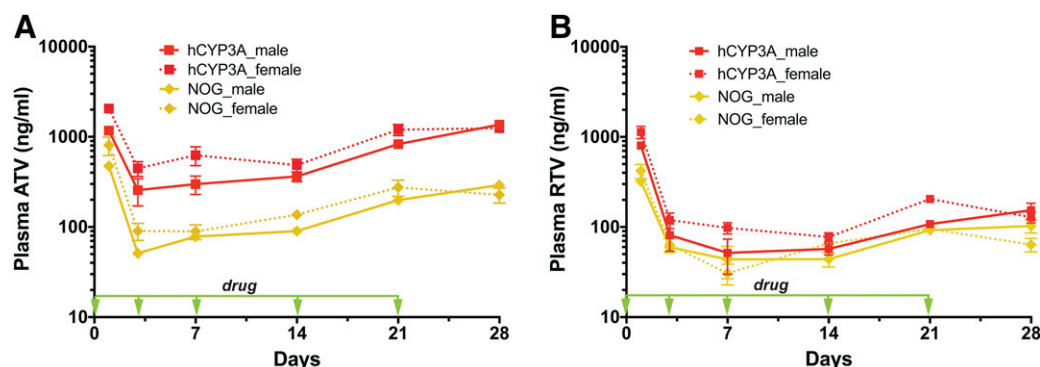 A
Plasma ATV (ng/ml)
10000
1000
100
10
hCYP3A_male
hCYP3A_female
NOG_male
NOG_female
drug
0 7 14 21 28
Days
B
Plasma RTV (ng/ml)
10000
1000
100
10
hCYP3A_male
hCYP3A_female
NOG_male
NOG_female
drug
0 7 14 21 28
Days